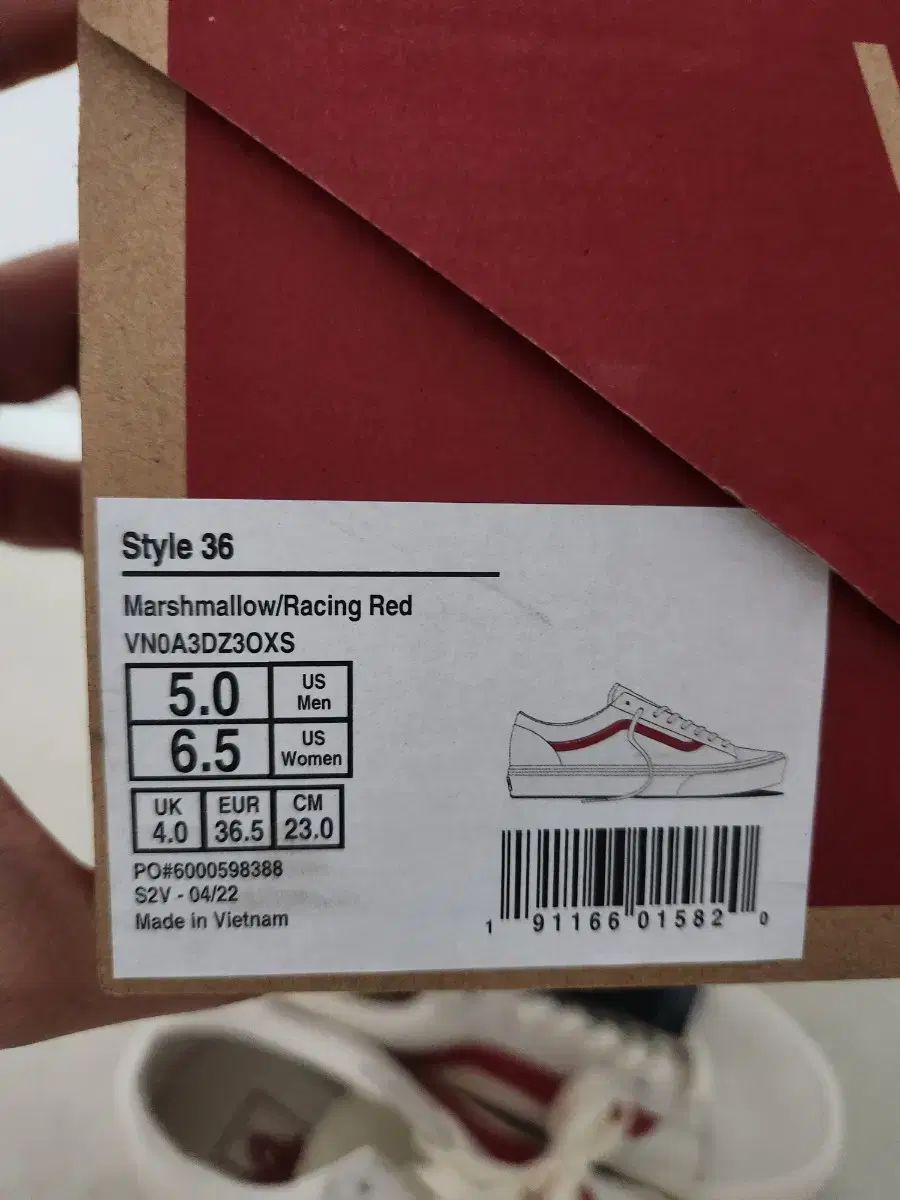 Style 36
Marshmallow/Racing Red
VN0A3DZ3OXS
5.0 US Men
6.5 US Women
UK 4.0 EUR 36.5 CM 23.0
PO#6000598388
S2V - 04/22
Made in Vietnam
1 91166 01582 0